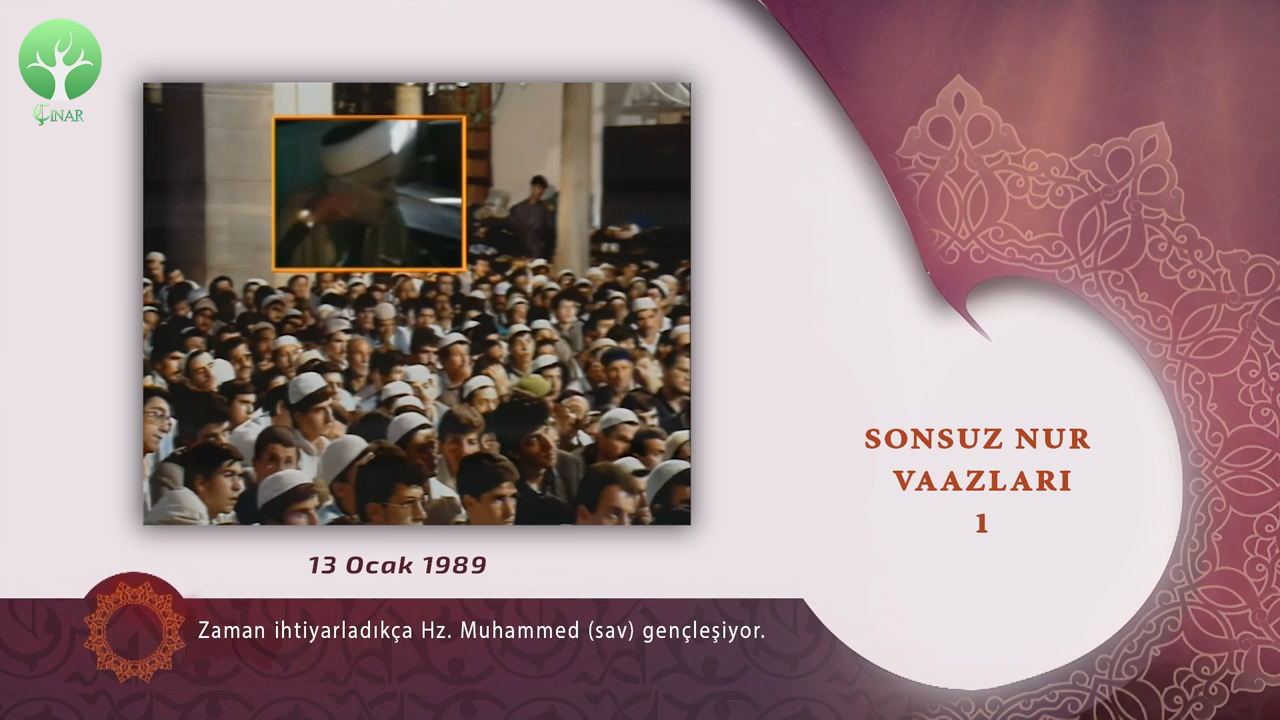 ÇINAR
SONSUZ NUR
VAAZLARI
1
13 Ocak 1989
Zaman ihtiyarladıkça Hz. Muhammed (sav) gençleşiyor.